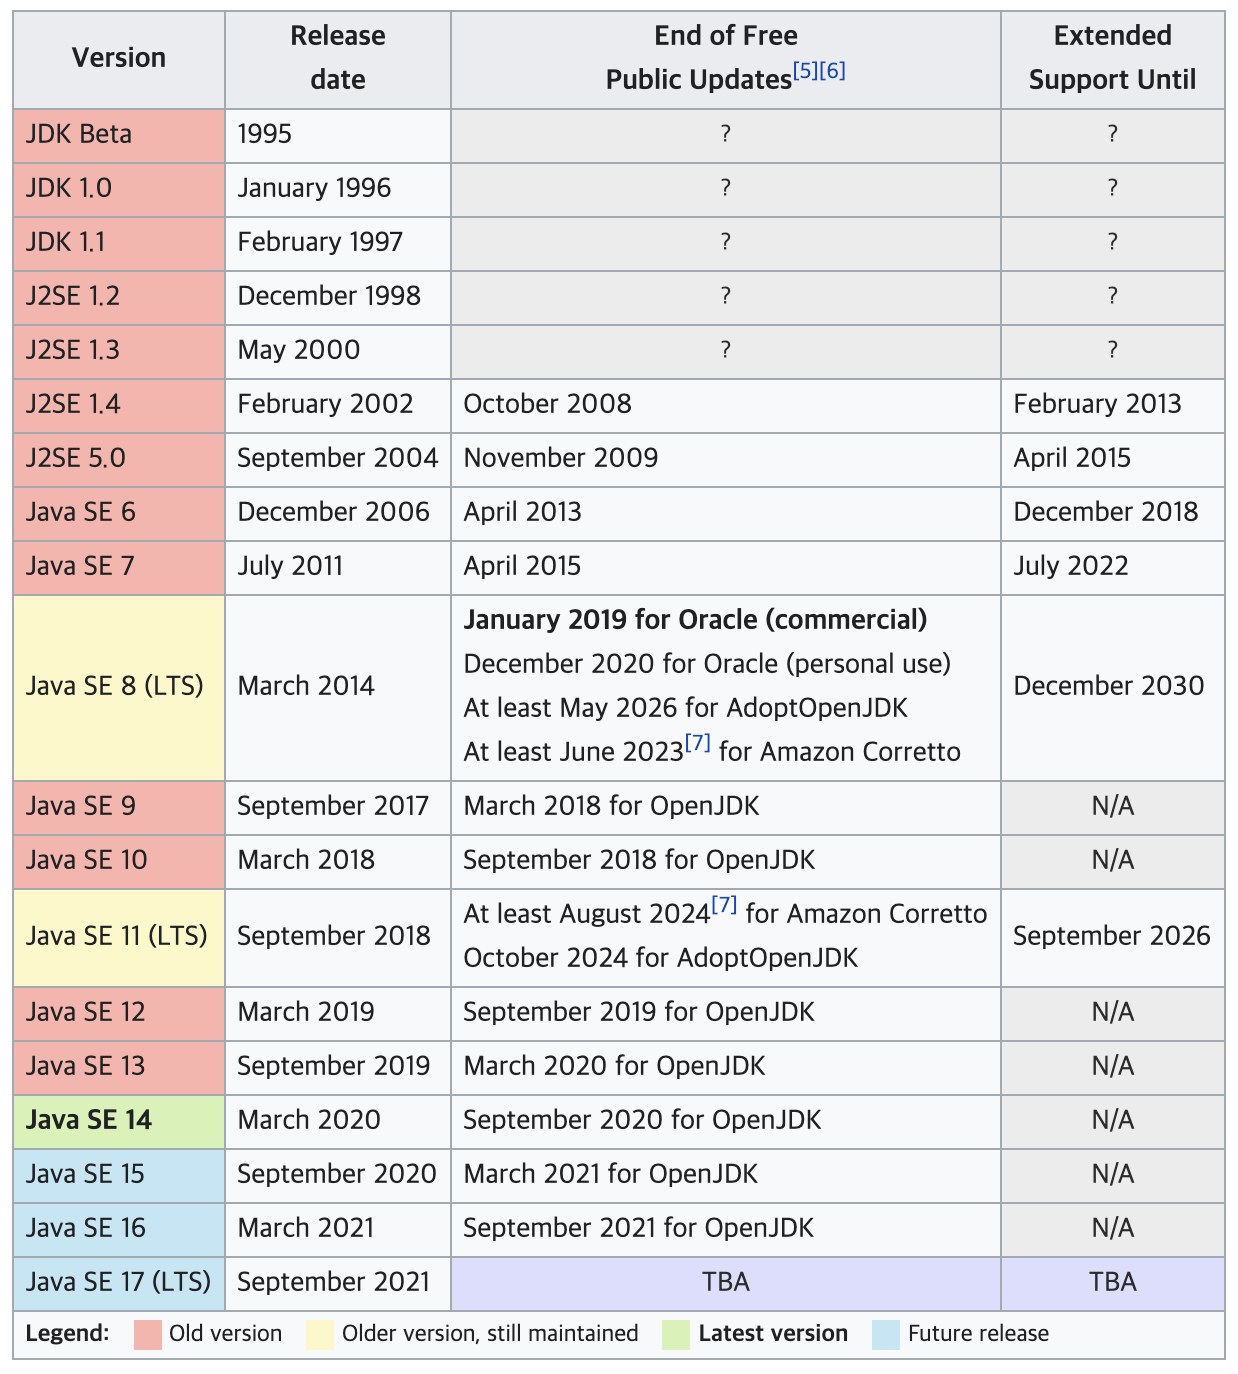 Version Release date End of Free Public Updates[5][6] Extended Support Until
JDK Beta 1995 ? ?
JDK 1.0 January 1996 ? ?
JDK 1.1 February 1997 ? ?
J2SE 1.2 December 1998 ? ?
J2SE 1.3 May 2000 ? ?
J2SE 1.4 February 2002 October 2008 February 2013
J2SE 5.0 September 2004 November 2009 April 2015
Java SE 6 December 2006 April 2013 December 2018
Java SE 7 July 2011 April 2015 July 2022
Java SE 8 (LTS) March 2014 January 2019 for Oracle (commercial)
December 2020 for Oracle (personal use)
At least May 2026 for AdoptOpenJDK
At least June 2023[7] for Amazon Corretto December 2030
Java SE 9 September 2017 March 2018 for OpenJDK N/A
Java SE 10 March 2018 September 2018 for OpenJDK N/A
Java SE 11 (LTS) September 2018 At least August 2024[7] for Amazon Corretto
October 2024 for AdoptOpenJDK September 2026
Java SE 12 March 2019 September 2019 for OpenJDK N/A
Java SE 13 September 2019 March 2020 for OpenJDK N/A
Java SE 14 March 2020 September 2020 for OpenJDK N/A
Java SE 15 September 2020 March 2021 for OpenJDK N/A
Java SE 16 March 2021 September 2021 for OpenJDK N/A
Java SE 17 (LTS) September 2021 TBA TBA
Legend: Old version Older version, still maintained Latest version Future release